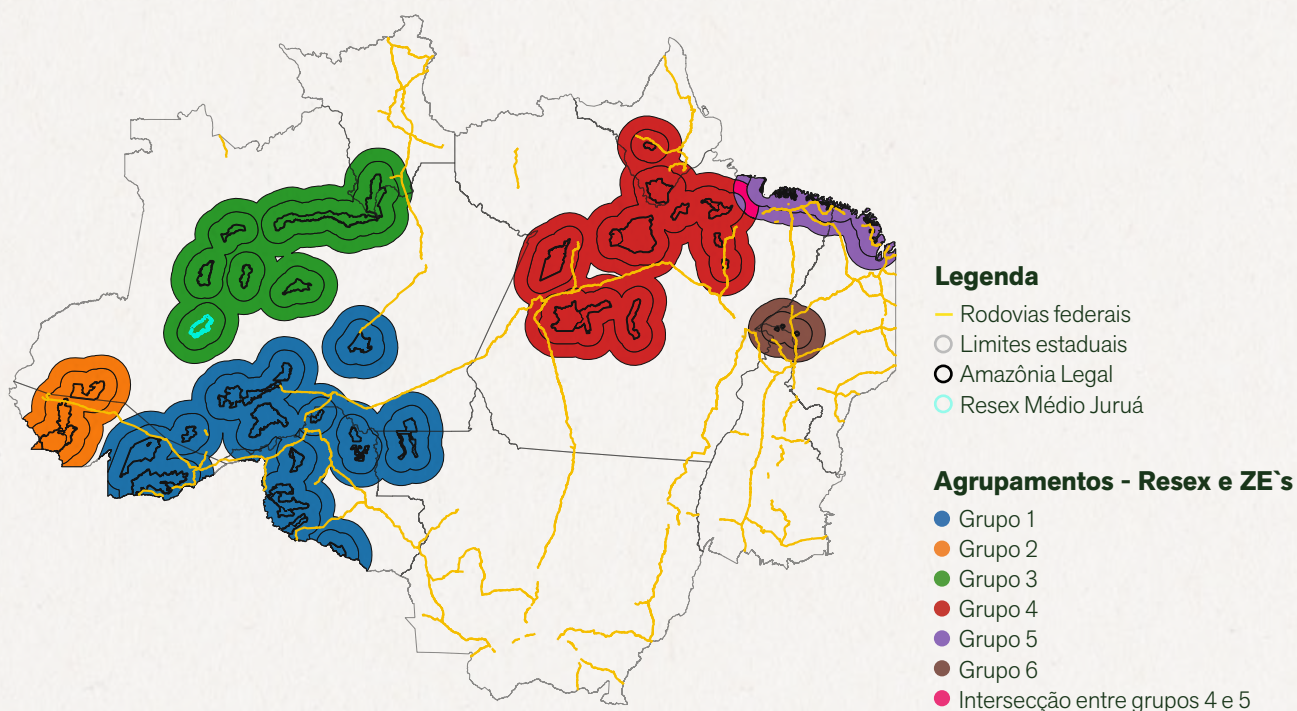 Legenda
Rodovias federais
Limites estaduais
Amazônia Legal
Resex Médio Juruá
Agrupamentos - Resex e ZE`s
Grupo 1
Grupo 2
Grupo 3
Grupo 4
Grupo 5
Grupo 6
Intersecção entre grupos 4 e 5